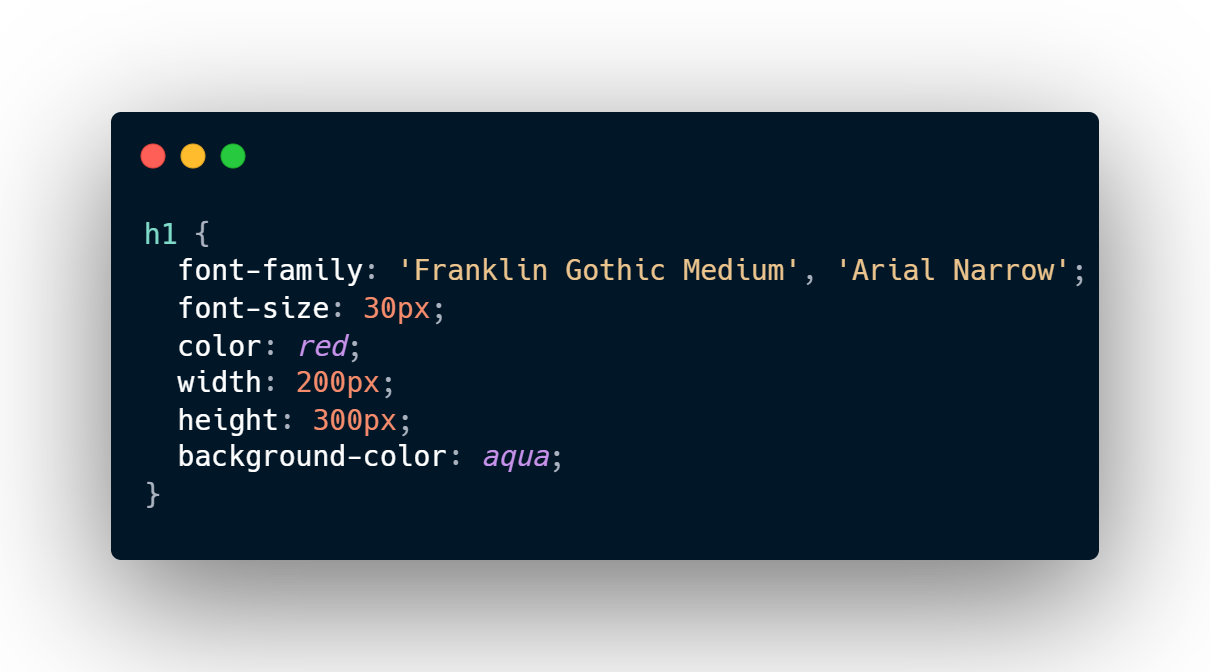 h1 {
  font-family: 'Franklin Gothic Medium', 'Arial Narrow';
  font-size: 30px;
  color: red;
  width: 200px;
  height: 300px;
  background-color: aqua;
}